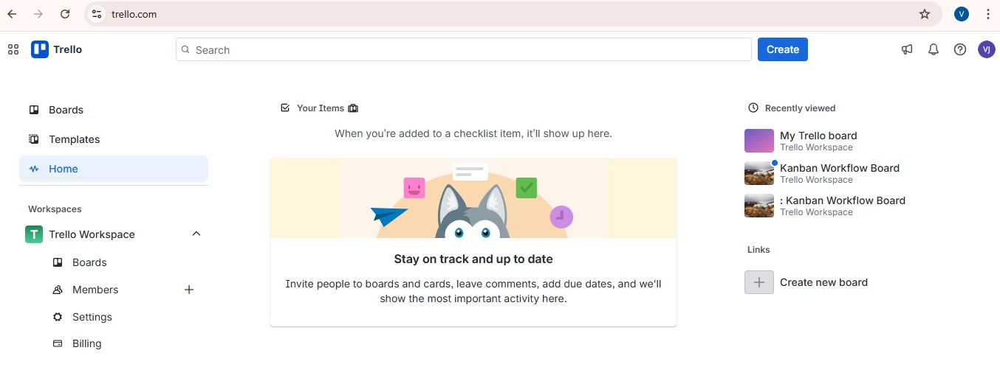 trello.com
V
Trello
Search
Create
VJ
Boards
Templates
Home
Workspaces
T Trello Workspace
Boards
Members
Settings
Billing
Your Items
When you're added to a checklist item, it'll show up here.
Stay on track and up to date
Invite people to boards and cards, leave comments, add due dates, and we'll
show the most important activity here.
Recently viewed
My Trello board
Trello Workspace
Kanban Workflow Board
Trello Workspace
: Kanban Workflow Board
Trello Workspace
Links
Create new board